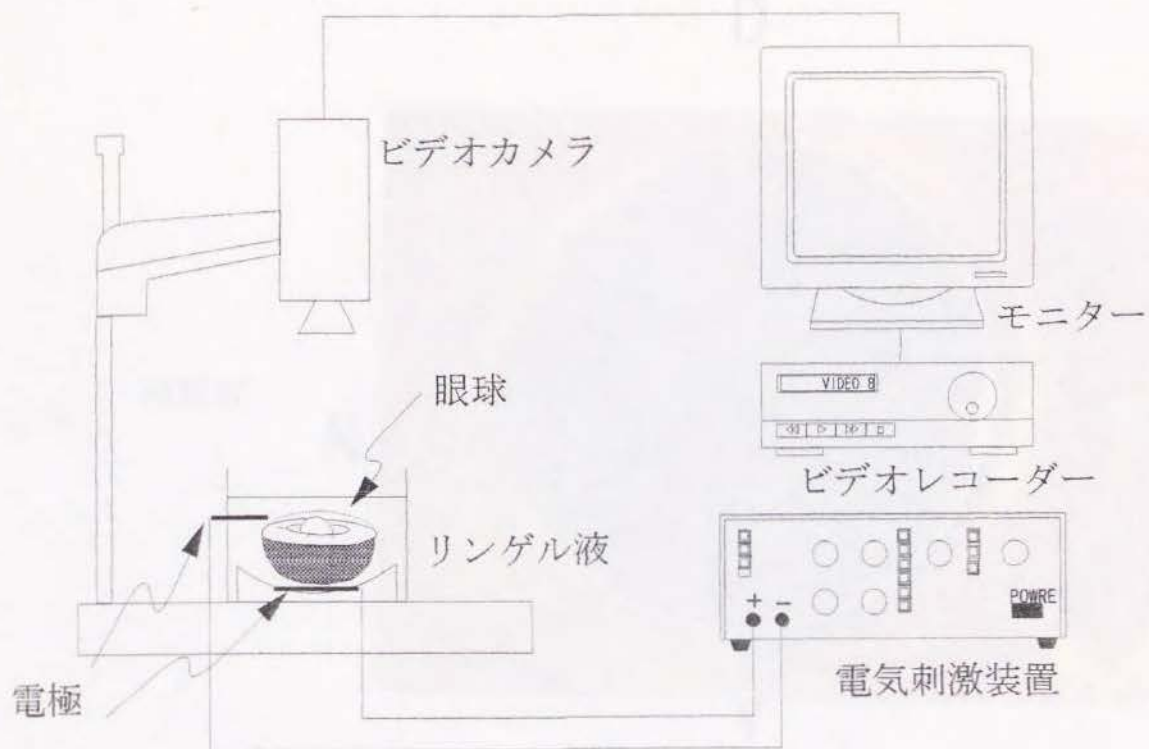 ビデオカメラ
モニター
眼球
VIDEO 8
ビデオレコーダー
リンゲル液
+ -
POWRE
電極
電気刺激装置